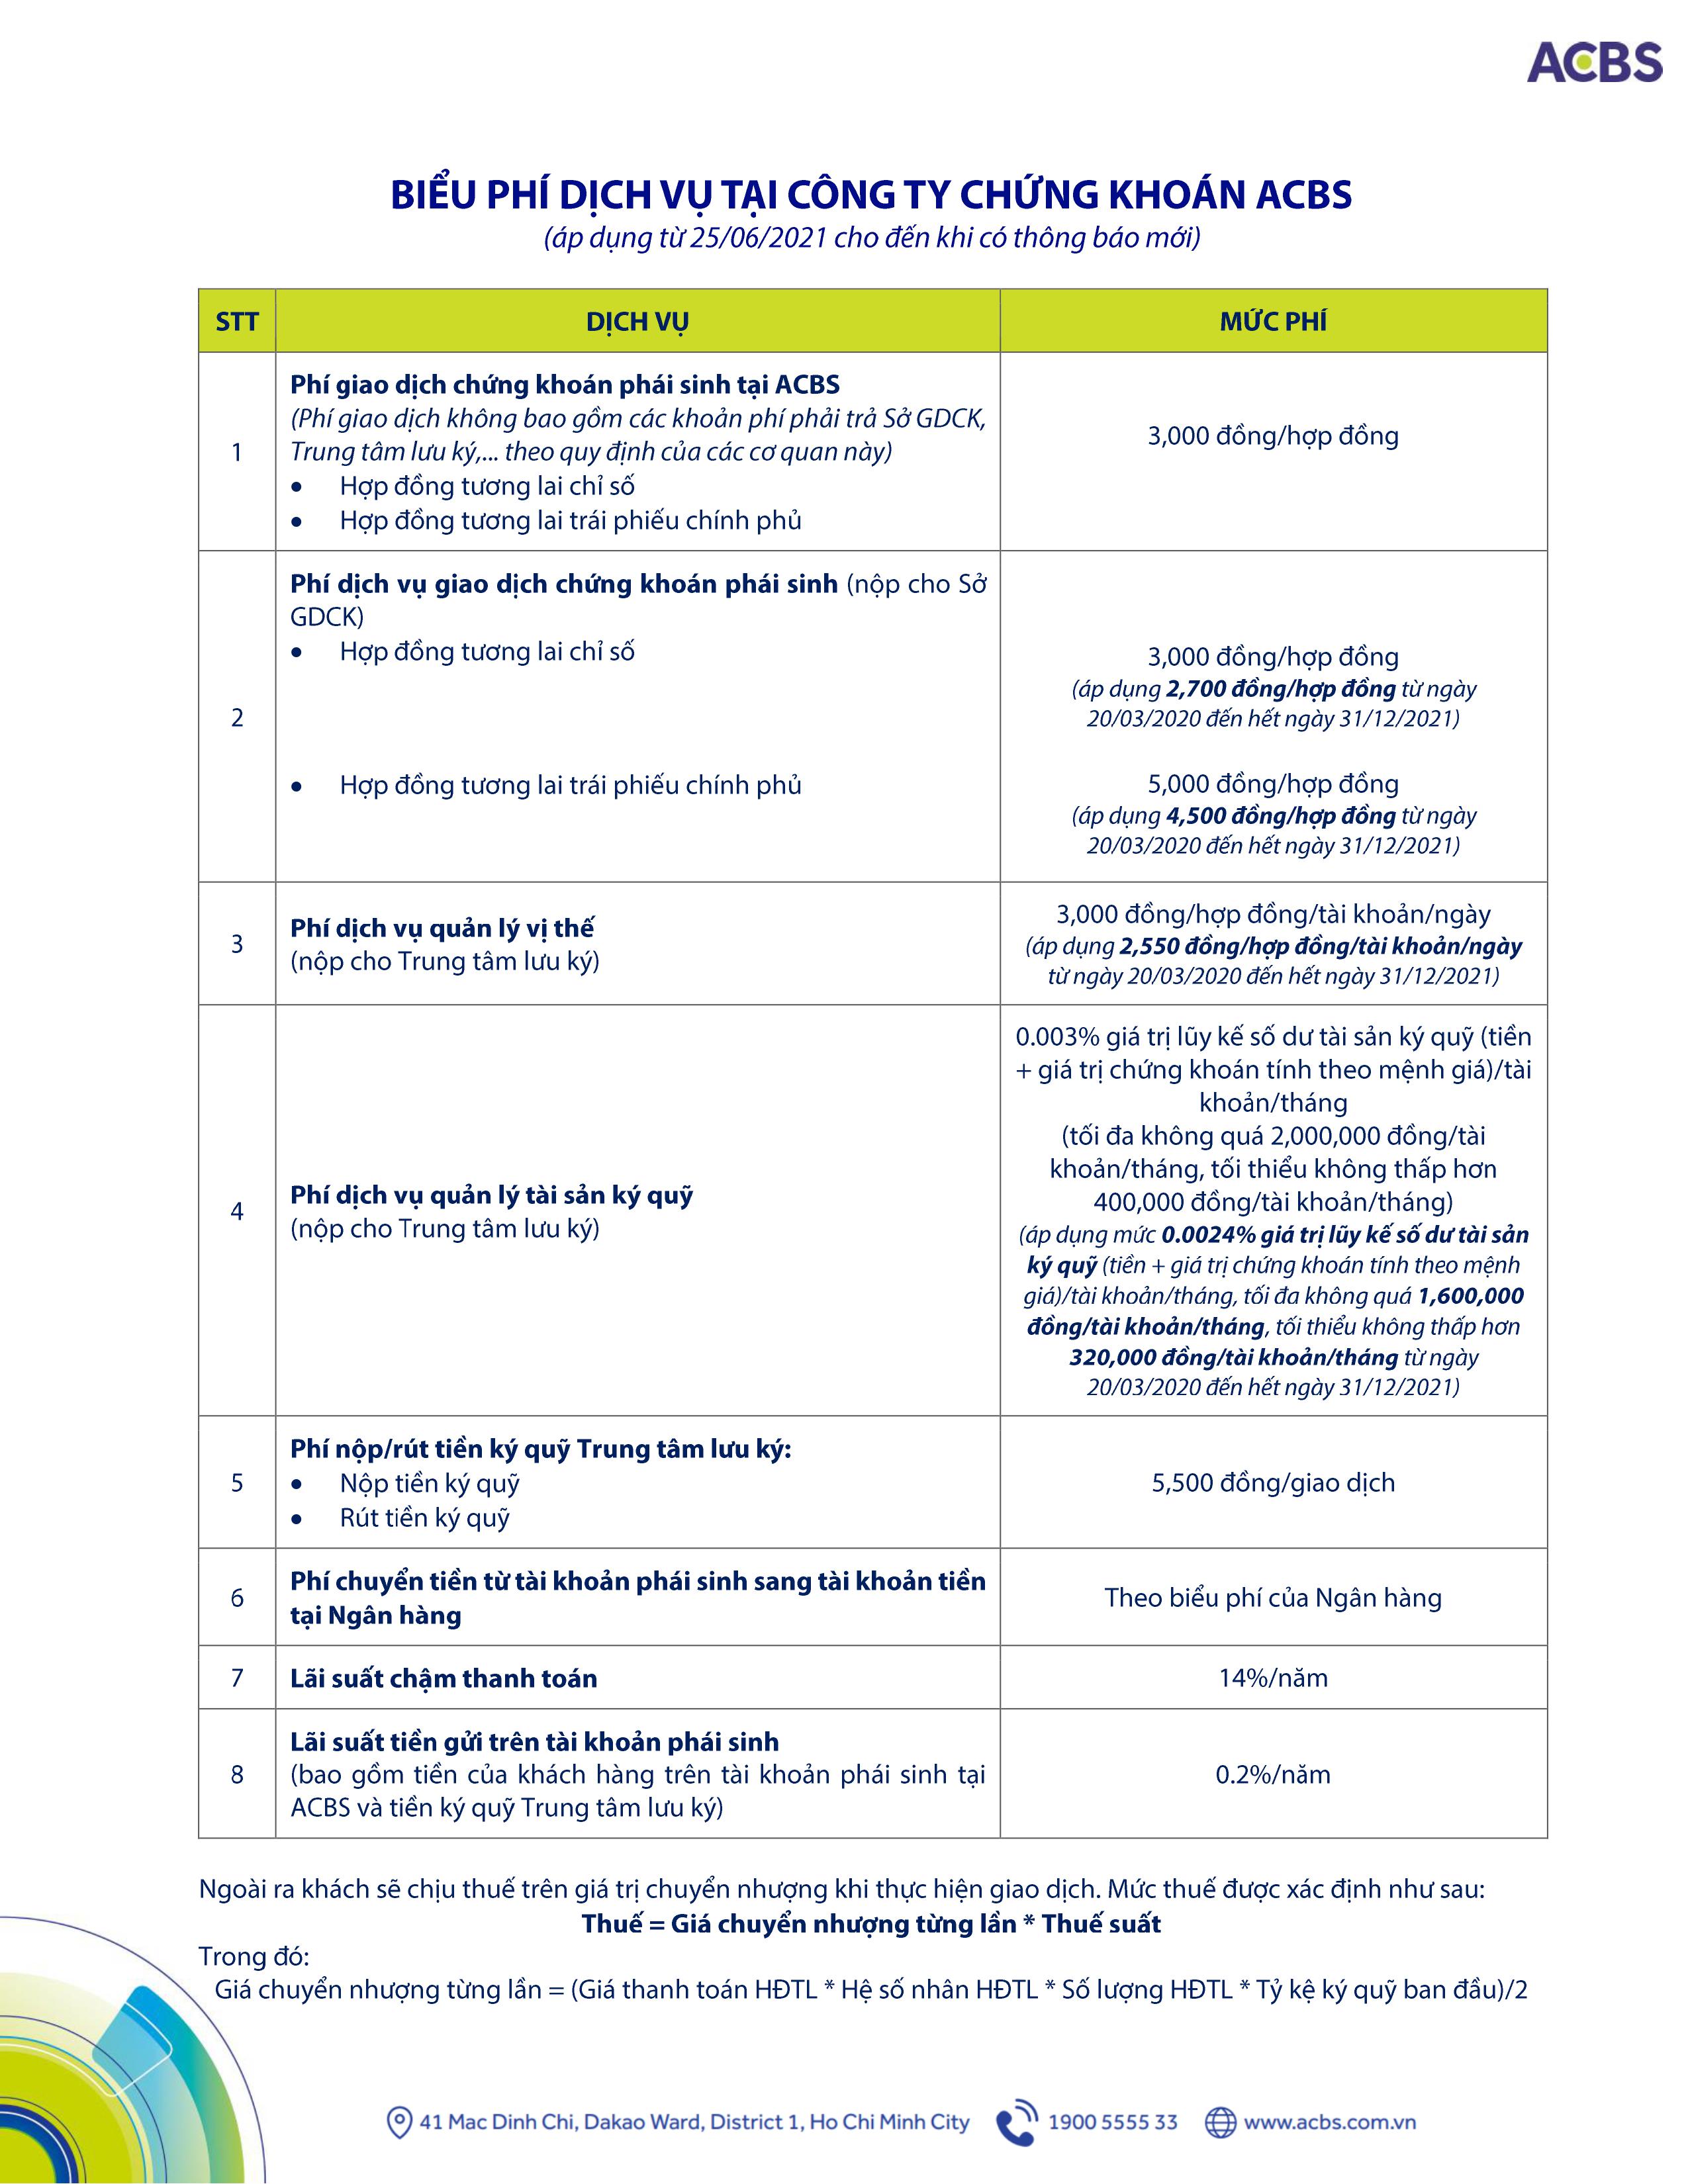 ACBS
BIỂU PHÍ DỊCH VỤ TẠI CÔNG TY CHỨNG KHOÁN ACBS
(áp dụng từ 25/06/2021 cho đến khi có thông báo mới)
STT
DỊCH VỤ
MỨC PHÍ
1
Phí giao dịch chứng khoán phái sinh tại ACBS
(Phí giao dịch không bao gồm các khoản phí phải trả Sở GDCK,
Trung tâm lưu ký,... theo quy định của các cơ quan này)
• Hợp đồng tương lai chỉ số
• Hợp đồng tương lai trái phiếu chính phủ
3,000 đồng/hợp đồng
2
Phí dịch vụ giao dịch chứng khoán phái sinh (nộp cho Sở
GDCK)
• Hợp đồng tương lai chỉ số
3,000 đồng/hợp đồng
(áp dụng 2,700 đồng/hợp đồng từ ngày
20/03/2020 đến hết ngày 31/12/2021)
• Hợp đồng tương lai trái phiếu chính phủ
5,000 đồng/hợp đồng
(áp dụng 4,500 đồng/hợp đồng từ ngày
20/03/2020 đến hết ngày 31/12/2021)
3
Phí dịch vụ quản lý vị thế
(nộp cho Trung tâm lưu ký)
3,000 đồng/hợp đồng/tài khoản/ngày
(áp dụng 2,550 đồng/hợp đồng/tài khoản/ngày
từ ngày 20/03/2020 đến hết ngày 31/12/2021)
4
Phí dịch vụ quản lý tài sản ký quỹ
(nộp cho Trung tâm lưu ký)
0.003% giá trị lũy kế số dư tài sản ký quỹ (tiền
+ giá trị chứng khoán tính theo mệnh giá)/tài
khoản/tháng
(tối đa không quá 2,000,000 đồng/tài
khoản/tháng, tối thiểu không thấp hơn
400,000 đồng/tài khoản/tháng)
(áp dụng mức 0.0024% giá trị lũy kế số dư tài sản
ký quỹ (tiền + giá trị chứng khoán tính theo mệnh
giá)/tài khoản/tháng, tối đa không quá 1,600,000
đồng/tài khoản/tháng, tối thiểu không thấp hơn
320,000 đồng/tài khoản/tháng từ ngày
20/03/2020 đến hết ngày 31/12/2021)
5
Phí nộp/rút tiền ký quỹ Trung tâm lưu ký:
• Nộp tiền ký quỹ
• Rút tiền ký quỹ
5,500 đồng/giao dịch
6
Phí chuyển tiền từ tài khoản phái sinh sang tài khoản tiền
tại Ngân hàng
Theo biểu phí của Ngân hàng
7
Lãi suất chậm thanh toán
14%/năm
8
Lãi suất tiền gửi trên tài khoản phái sinh
(bao gồm tiền của khách hàng trên tài khoản phái sinh tại
ACBS và tiền ký quỹ Trung tâm lưu ký)
0.2%/năm
Ngoài ra khách sẽ chịu thuế trên giá trị chuyển nhượng khi thực hiện giao dịch. Mức thuế được xác định như sau:
Thuế = Giá chuyển nhượng từng lần * Thuế suất
Trong đó:
Giá chuyển nhượng từng lần = (Giá thanh toán HĐTL * Hệ số nhân HĐTL * Số lượng HĐTL * Tỷ kệ ký quỹ ban đầu)/2
41 Mac Dinh Chi, Dakao Ward, District 1, Ho Chi Minh City
1900 5555 33
www.acbs.com.vn